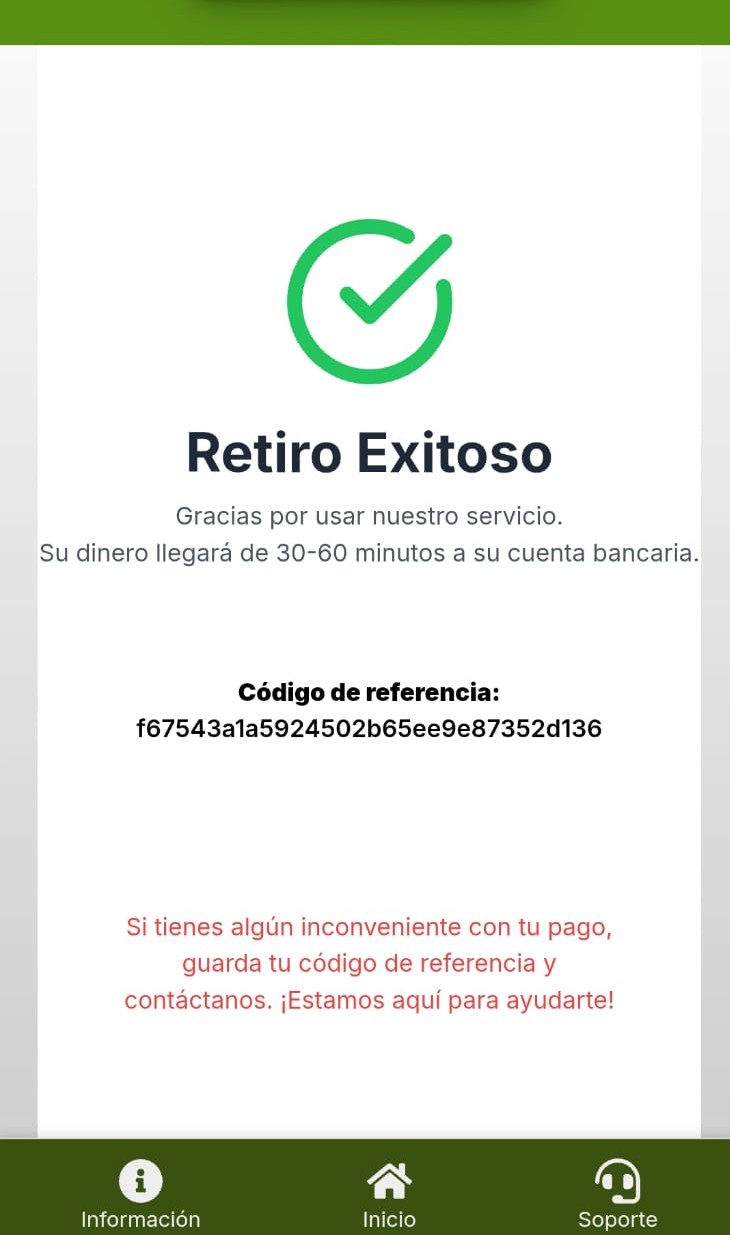 Retiro Exitoso
Gracias por usar nuestro servicio.
Su dinero llegará de 30-60 minutos a su cuenta bancaria.
Código de referencia:
f67543a1a5924502b65ee9e87352d136
Si tienes algún inconveniente con tu pago,
guarda tu código de referencia y
contáctanos. ¡Estamos aquí para ayudarte!
Información
Inicio
Soporte